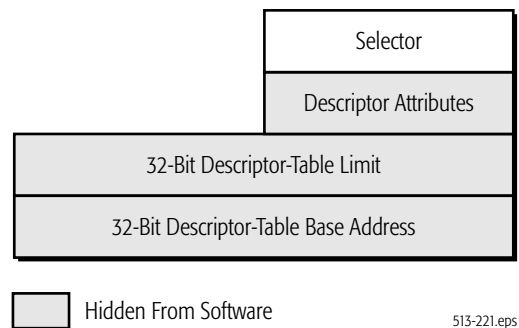 Selector
Descriptor Attributes
32-Bit Descriptor-Table Limit
32-Bit Descriptor-Table Base Address
Hidden From Software
513-221.eps